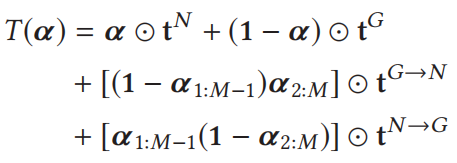 T(α) = α ⊙ t^N + (1 − α) ⊙ t^G
+ [(1 − α_{1:M−1})α_{2:M}] ⊙ t^{G→N}
+ [α_{1:M−1}(1 − α_{2:M})] ⊙ t^{N→G}